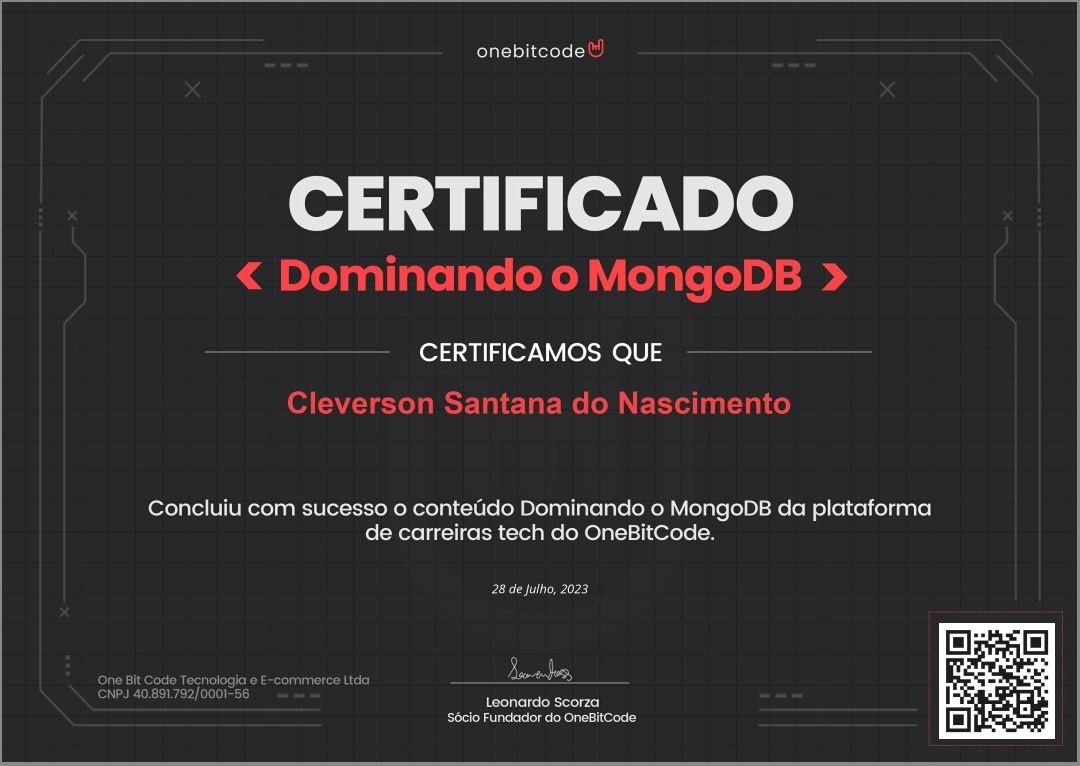 onebitcode
CERTIFICADO
Dominando o MongoDB
CERTIFICAMOS QUE
Cleverson Santana do Nascimento
Concluiu com sucesso o conteúdo Dominando o MongoDB da plataforma
de carreiras tech do OneBitCode.
28 de Julho, 2023
One Bit Code Tecnologia e E-commerce Ltda
CNPJ 40.891.792/0001-56
Leonardo Scorza
Sócio Fundador do OneBitCode